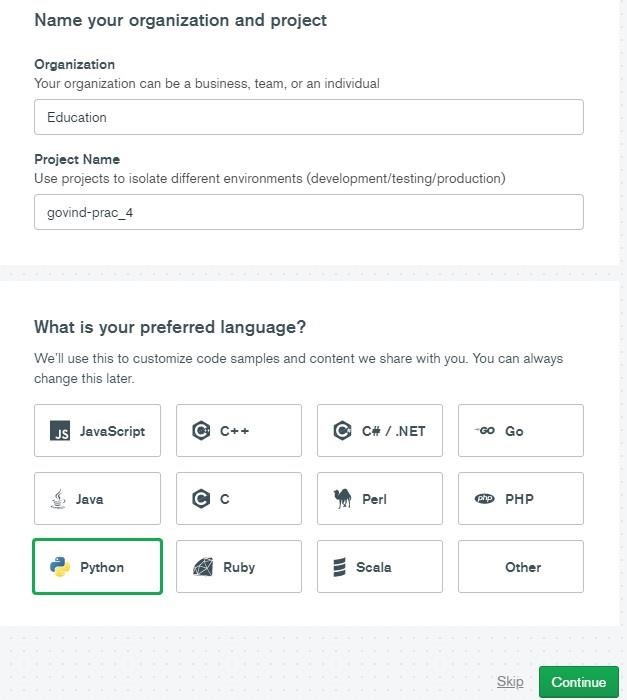 Name your organization and project
Organization
Your organization can be a business, team, or an individual
Education
Project Name
Use projects to isolate different environments (development/testing/production)
govind-prac_4
What is your preferred language?
We'll use this to customize code samples and content we share with you. You can always
change this later.
JS JavaScript C++ C# / .NET GO Go
Java C C Perl php PHP
Python Ruby Scala Other
Skip Continue